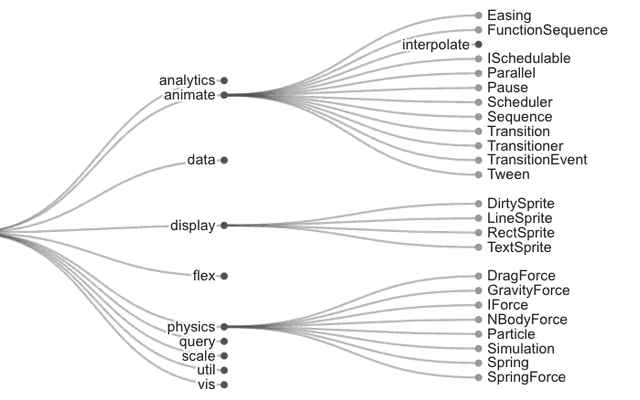 analytics
animate
data
display
flex
physics
query
scale
util
vis
Easing
FunctionSequence
interpolate
ISchedulable
Parallel
Pause
Scheduler
Sequence
Transition
Transitioner
TransitionEvent
Tween
DirtySprite
LineSprite
RectSprite
TextSprite
DragForce
GravityForce
IForce
NBodyForce
Particle
Simulation
Spring
SpringForce